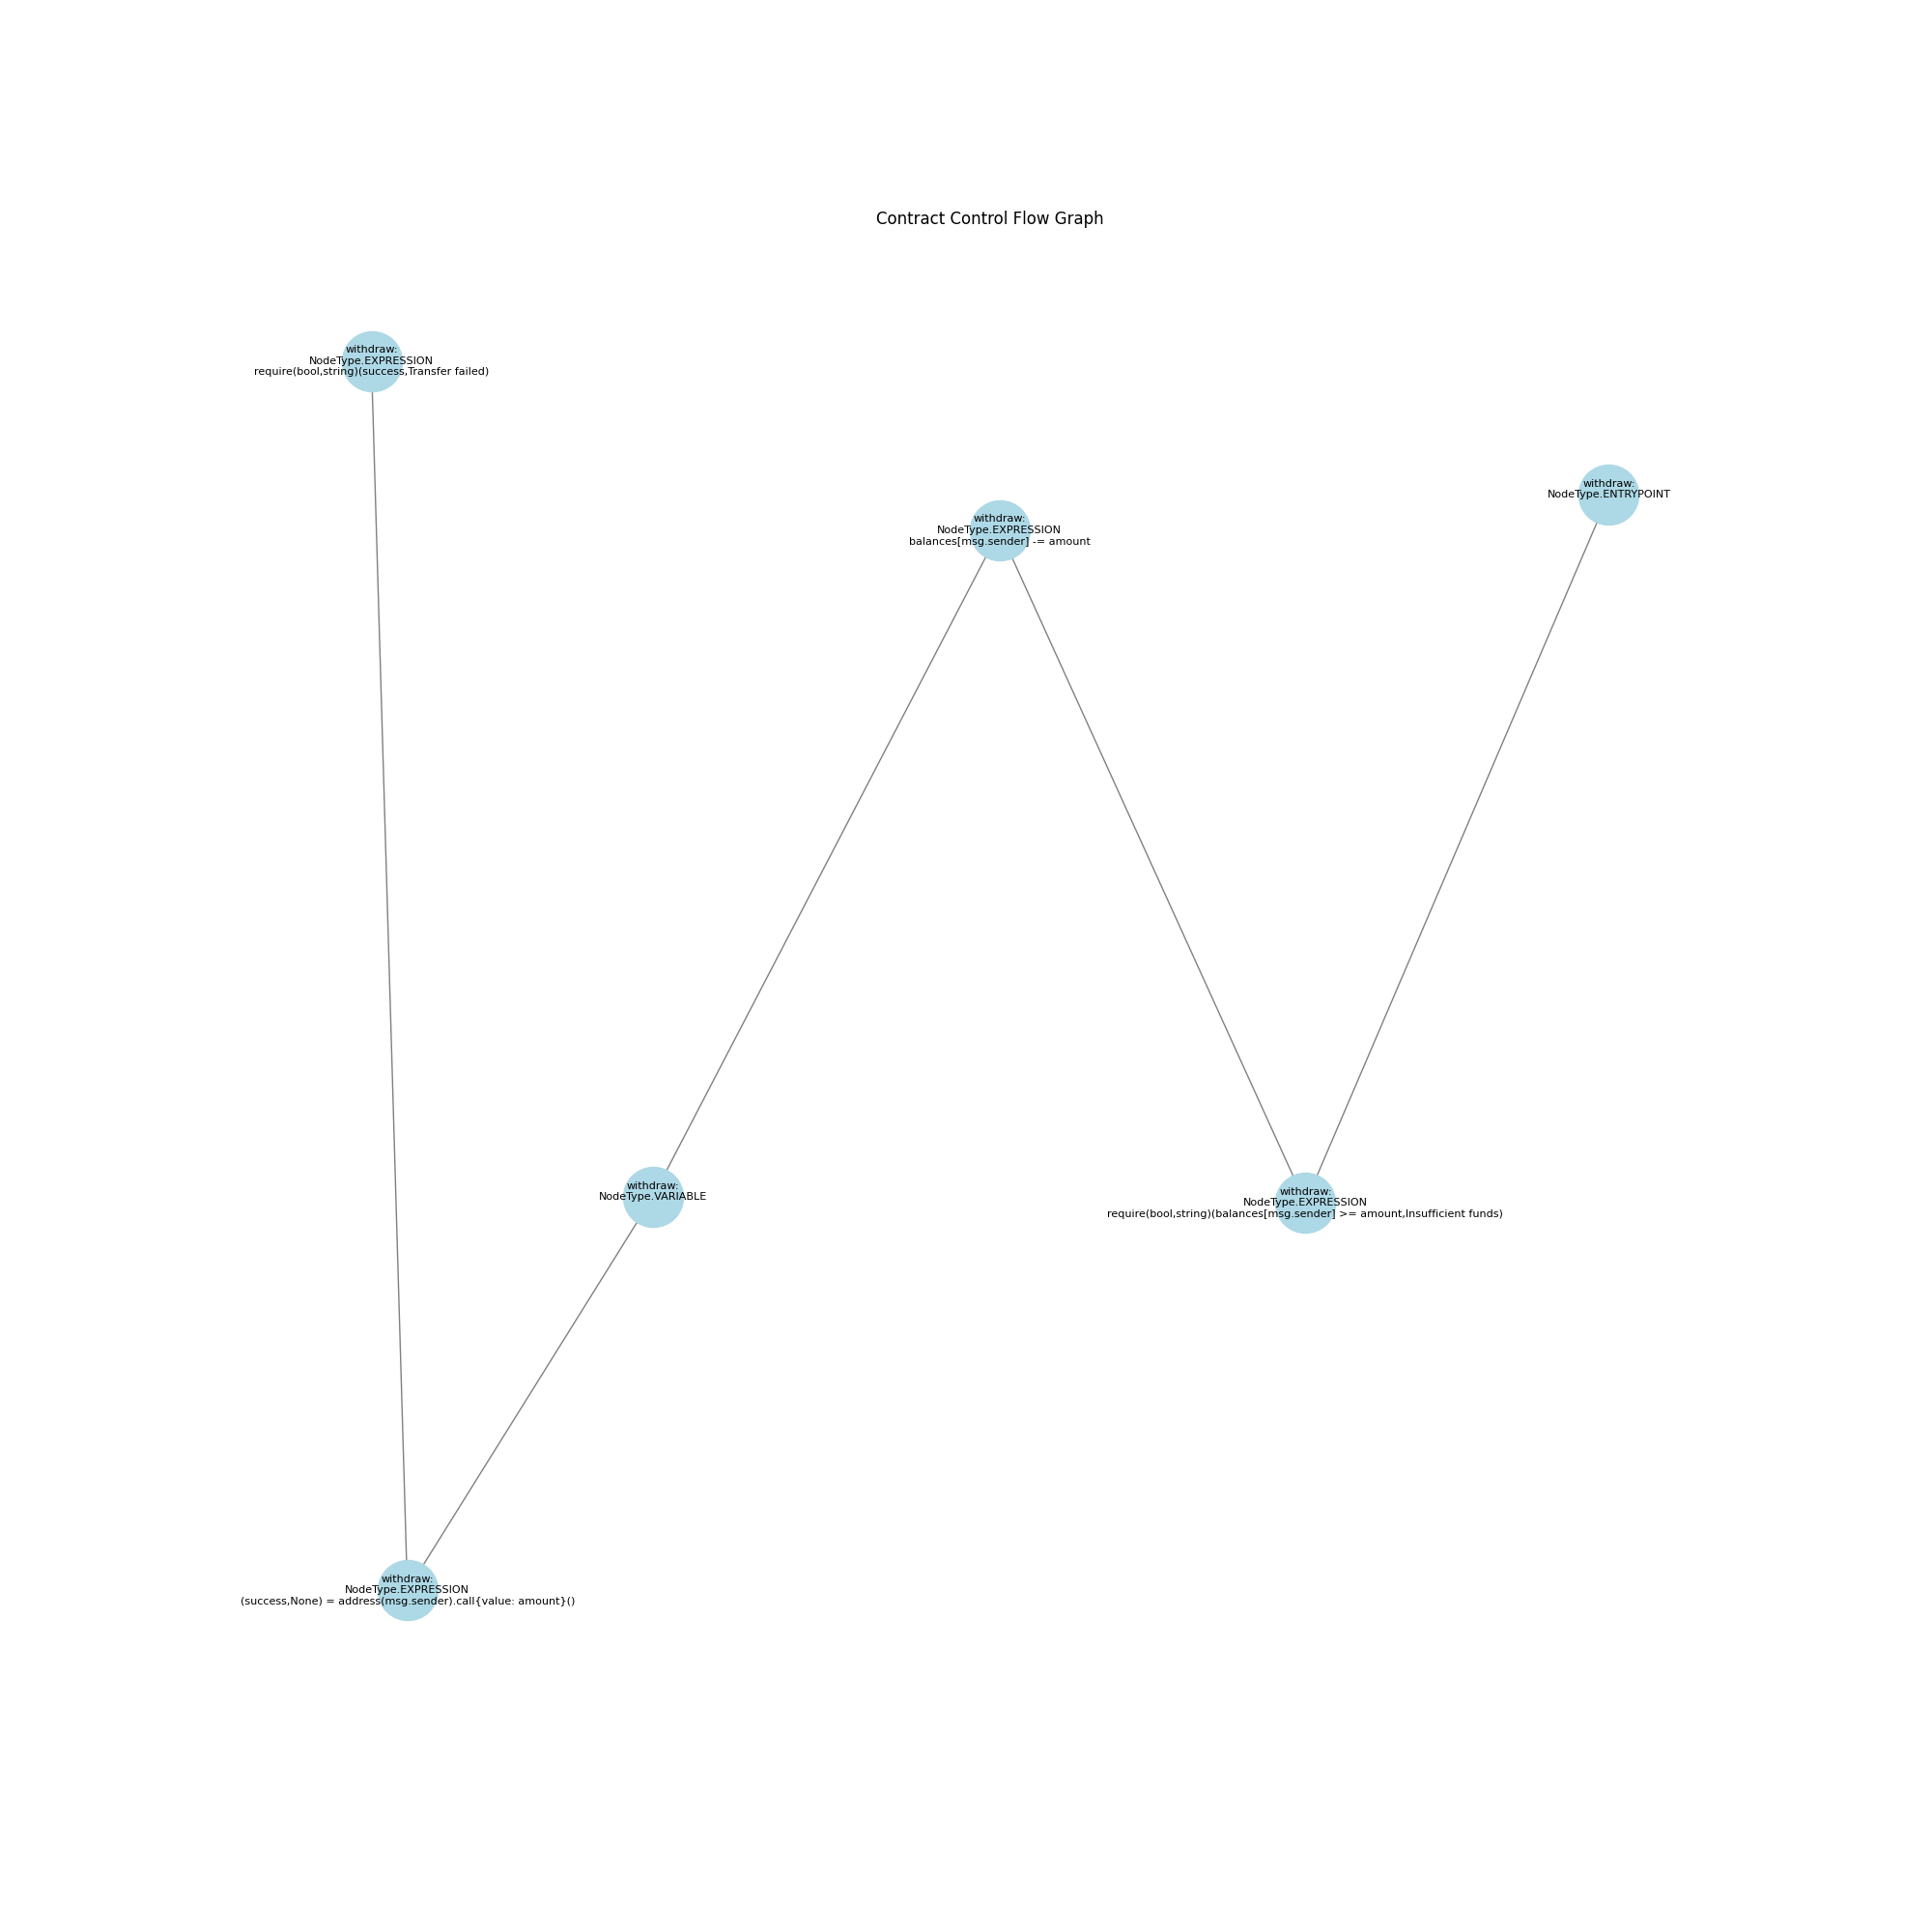 Contract Control Flow Graph
withdraw:
NodeType.EXPRESSION
require(bool,string)(success,Transfer failed)
withdraw:
NodeType.ENTRYPOINT
withdraw:
NodeType.EXPRESSION
balances[msg.sender] -= amount
withdraw:
NodeType.VARIABLE
withdraw:
NodeType.EXPRESSION
require(bool,string)(balances[msg.sender] >= amount,Insufficient funds)
withdraw:
NodeType.EXPRESSION
(success,None) = address(msg.sender).call{value: amount}()